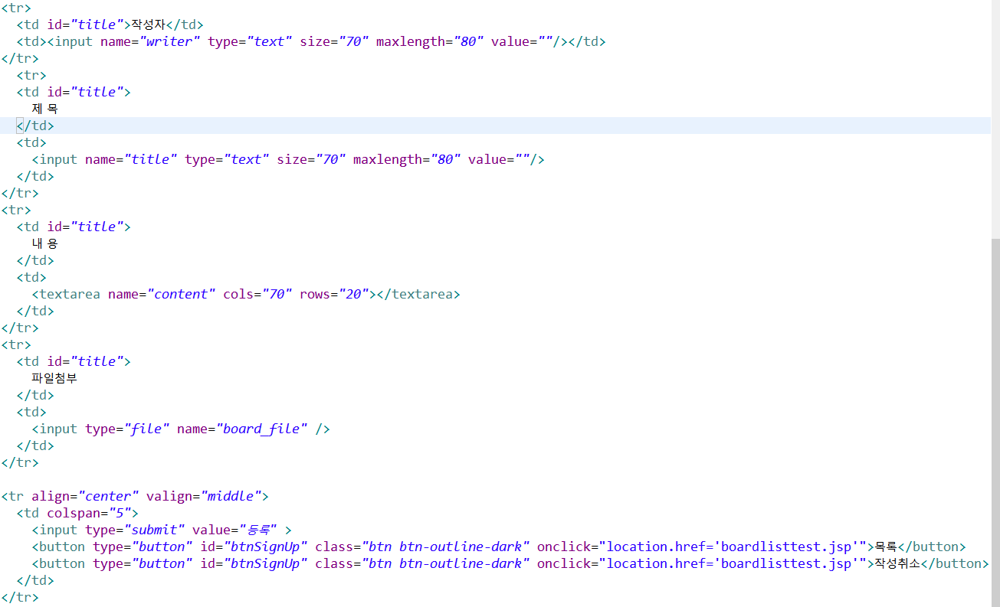 <tr>
  <td id="title">작성자</td>
  <td><input name="writer" type="text" size="70" maxlength="80" value=""/></td>
</tr>
  <tr>
  <td id="title">
    제 목
  </td>
  <td>
    <input name="title" type="text" size="70" maxlength="80" value=""/>
  </td>
</tr>
<tr>
  <td id="title">
    내 용
  </td>
  <td>
    <textarea name="content" cols="70" rows="20"></textarea>
  </td>
</tr>
<tr>
  <td id="title">
    파일첨부
  </td>
  <td>
    <input type="file" name="board_file" />
  </td>
</tr>

<tr align="center" valign="middle">
  <td colspan="5">
    <input type="submit" value="등록" >
    <button type="button" id="btnSignUp" class="btn btn-outline-dark" onclick="location.href='boardlisttest.jsp'">목록</button>
    <button type="button" id="btnSignUp" class="btn btn-outline-dark" onclick="location.href='boardlisttest.jsp'">작성취소</button>
  </td>
</tr>